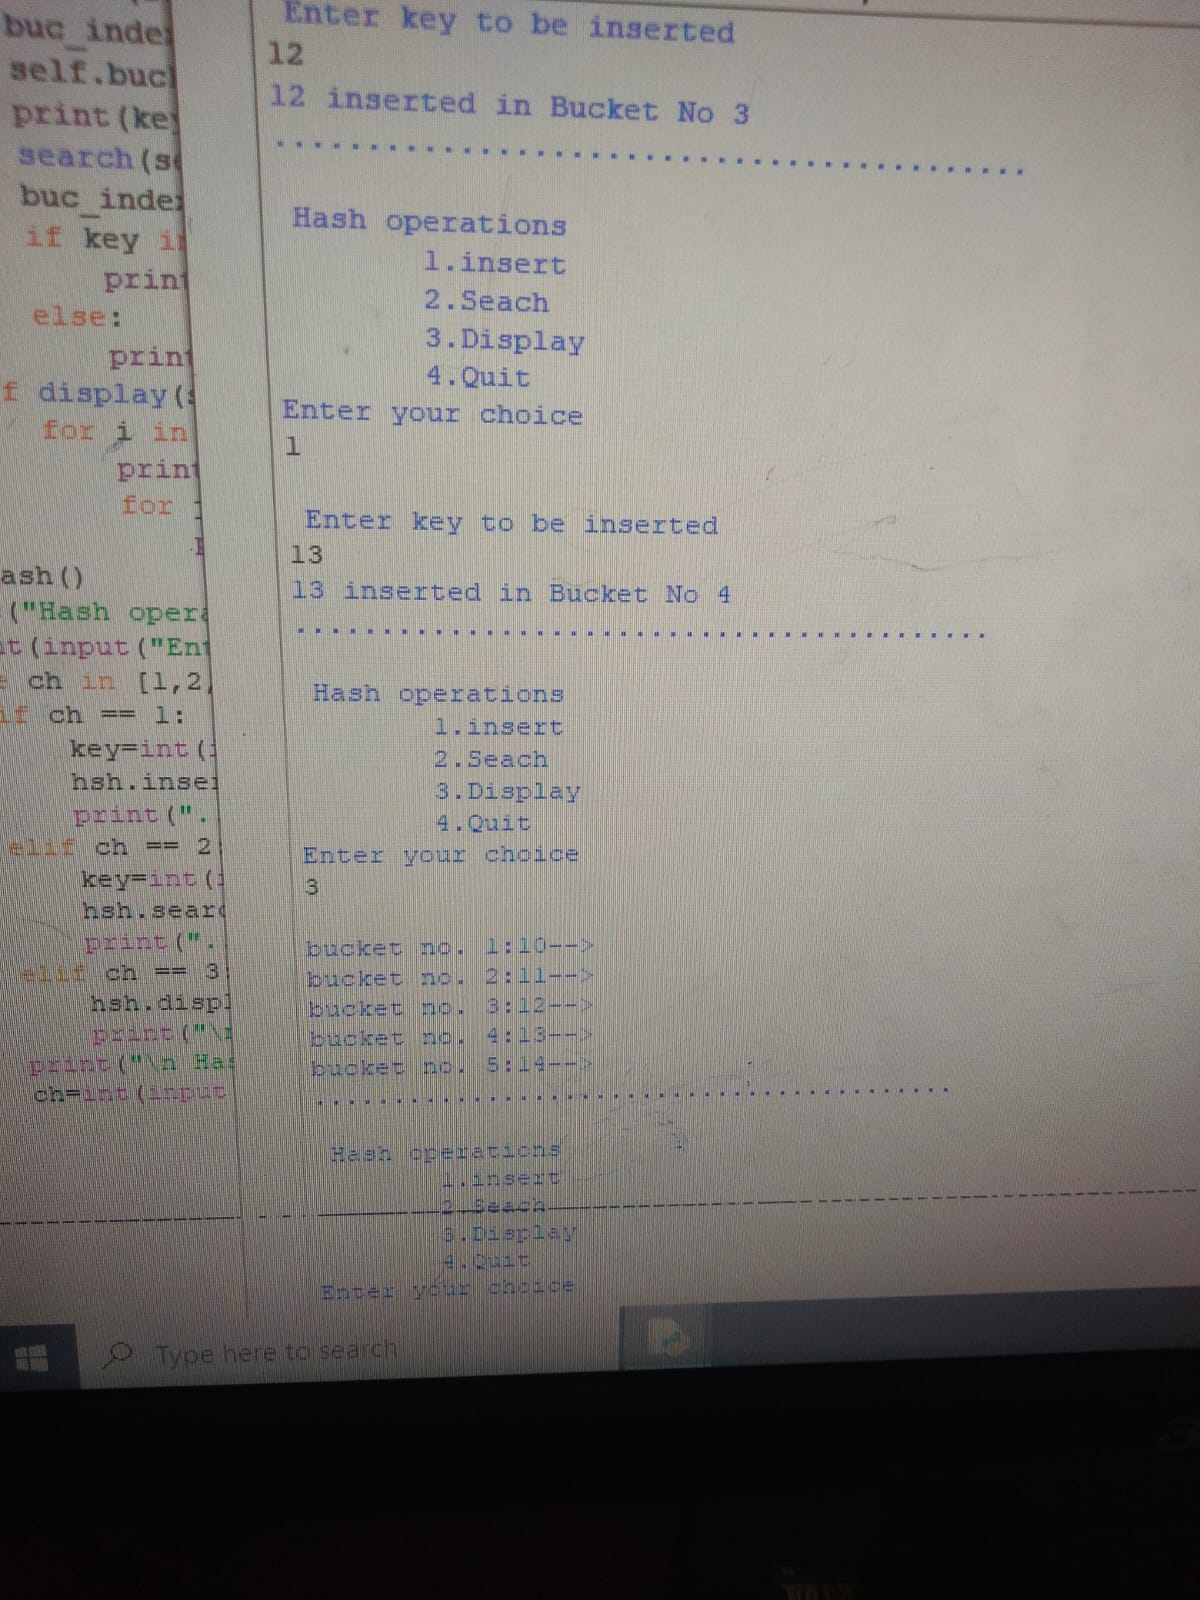 buc_inde
self.buc
print(ke
search(s
buc_inde
if key i
print
else:
print
f display(
for i in
print
for
ash()
("Hash oper
t(input("Ent
ch in [1,2,
if ch == 1:
key=int(
hsh.inse
print(".
elif ch == 2
key=int(
hsh.sear
print(".
elif ch == 3
hsh.displ
print("\
print("\n Has
ch=int(input
Enter key to be inserted
12
12 inserted in Bucket No 3
........................................
Hash operations
1.insert
2.Seach
3.Display
4.Quit
Enter your choice
1
Enter key to be inserted
13
13 inserted in Bucket No 4
........................................
Hash operations
1.insert
2.Seach
3.Display
4.Quit
Enter your choice
3
bucket no. 1:10-->
bucket no. 2:11-->
bucket no. 3:12-->
bucket no. 4:13-->
bucket no. 5:14-->
........................................
Hash operations
1.insert
2.Seach
3.Display
4.Quit
Enter your choice
Type here to search